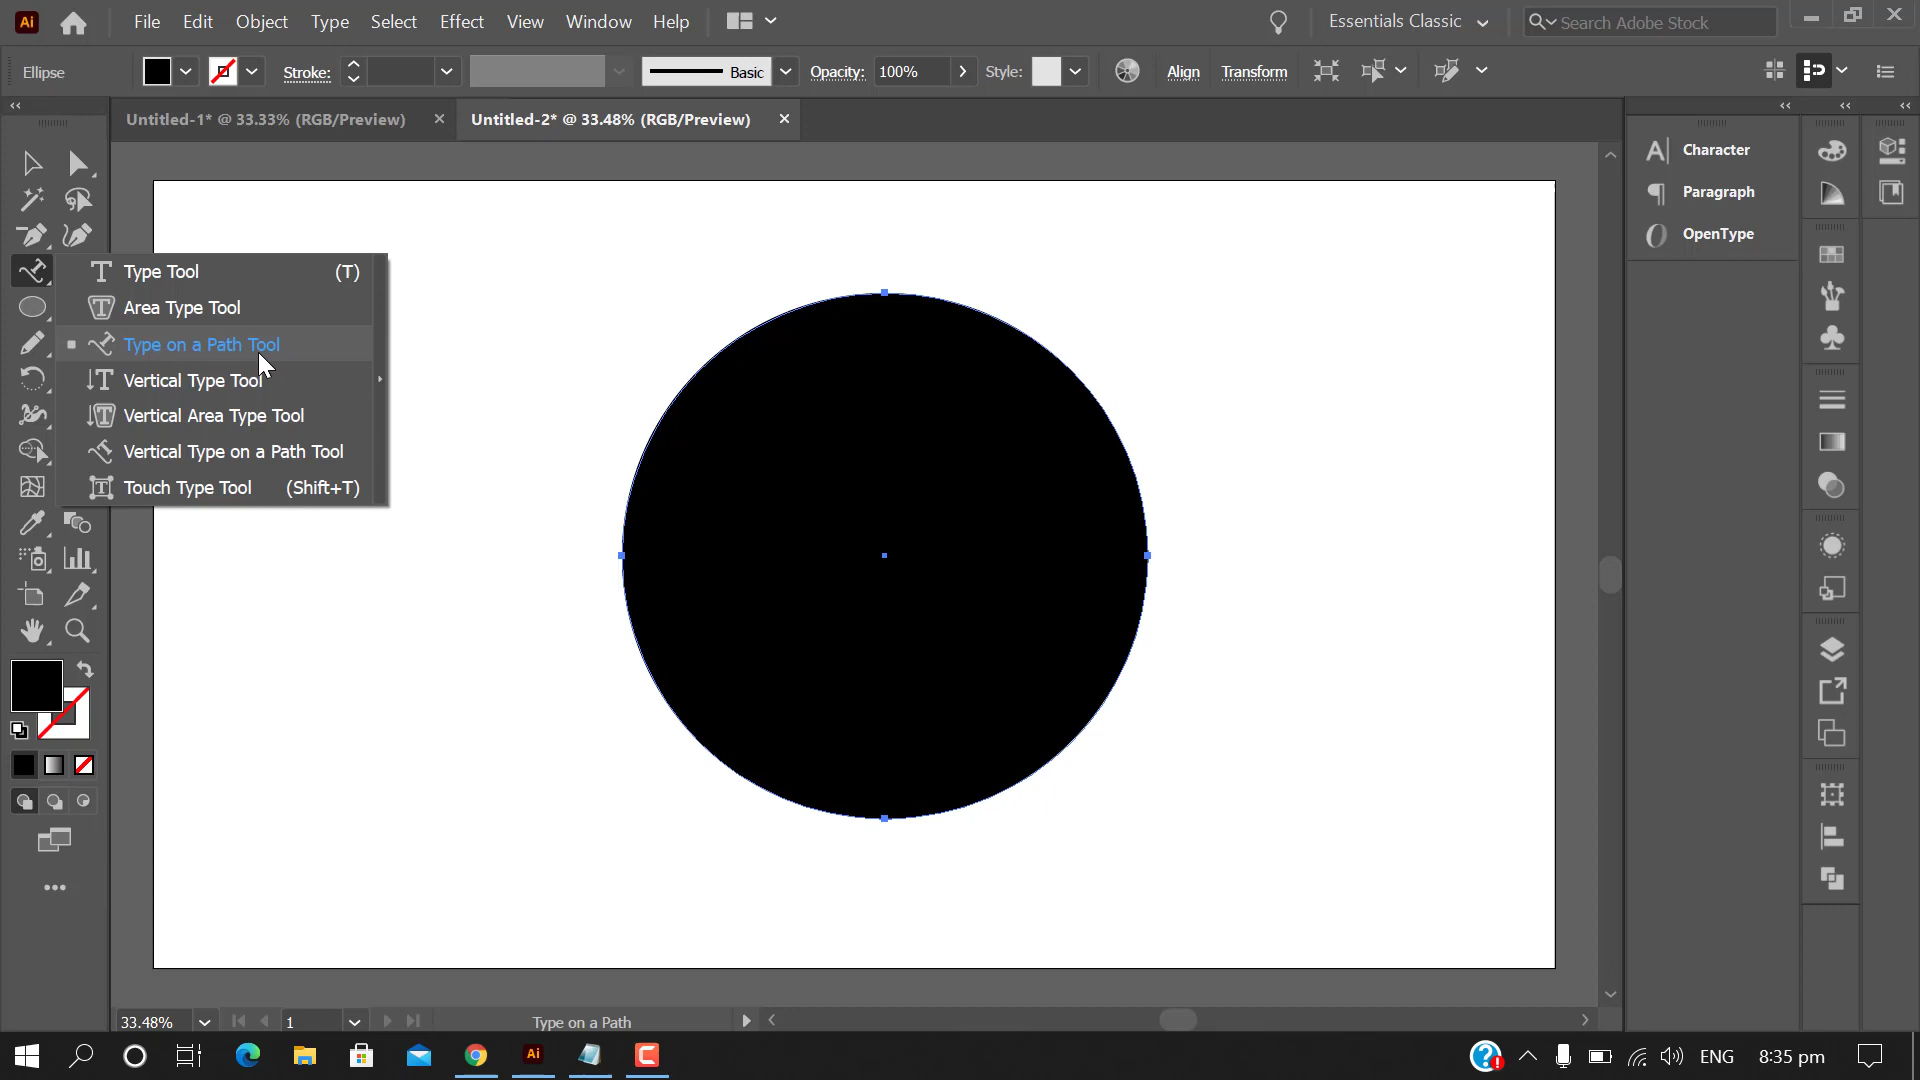 Ai File Edit Object Type Select Effect View Window Help Essentials Classic Search Adobe Stock
Ellipse Stroke: Basic Opacity: 100% Style: Align Transform
Untitled-1* @ 33.33% (RGB/Preview) Untitled-2* @ 33.48% (RGB/Preview)
Character
Paragraph
OpenType
Type Tool (T)
Area Type Tool
Type on a Path Tool
Vertical Type Tool
Vertical Area Type Tool
Vertical Type on a Path Tool
Touch Type Tool (Shift+T)
33.48% 1 Type on a Path
Ai ENG 8:35 pm